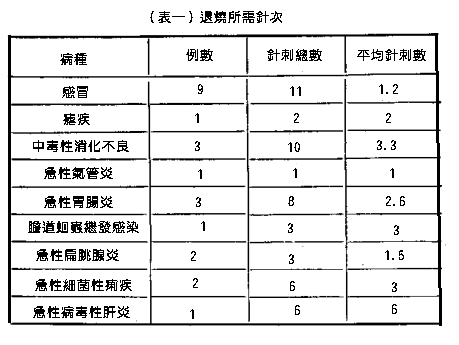 (表一)退燒所需針次
病種 例數 針刺總數 平均針刺數
感冒 9 11 1.2
瘧疾 1 2 2
中毒性消化不良 3 10 3.3
急性氣管炎 1 1 1
急性胃腸炎 3 8 2.6
膽道蛔蟲繼發感染 1 3 3
急性扁桃腺炎 2 3 1.5
急性細菌性痢疾 2 6 3
急性病毒性肝炎 1 6 6